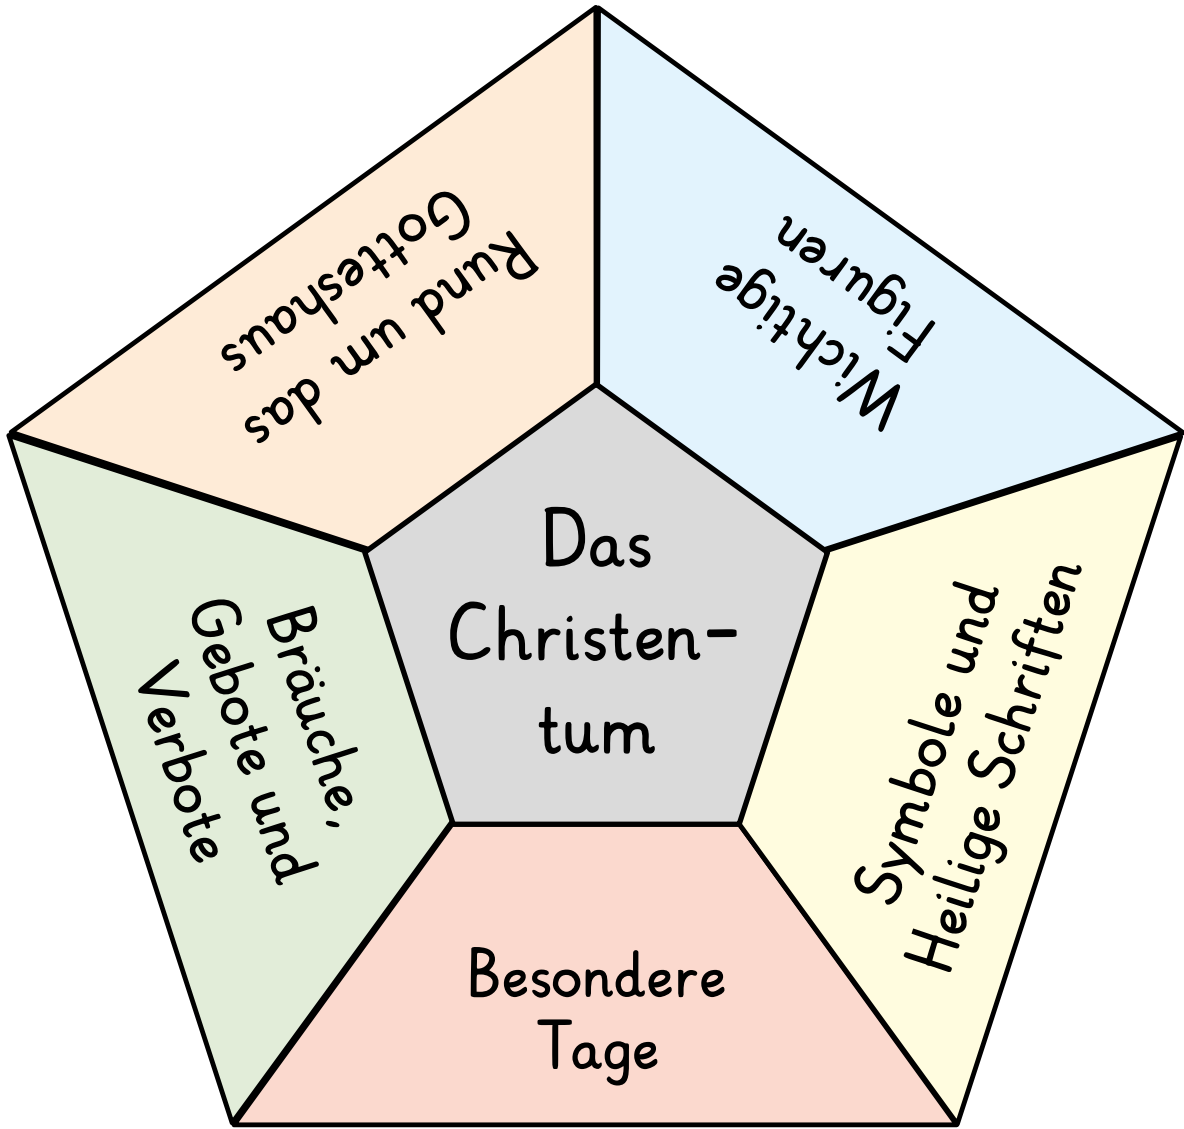 Rund um das
Gotteshaus
Wichtige
Figuren
Das
Christen-
tum
Bräuche,
Gebote und
Verbote
Symbole und
Heilige Schriften
Besondere
Tage